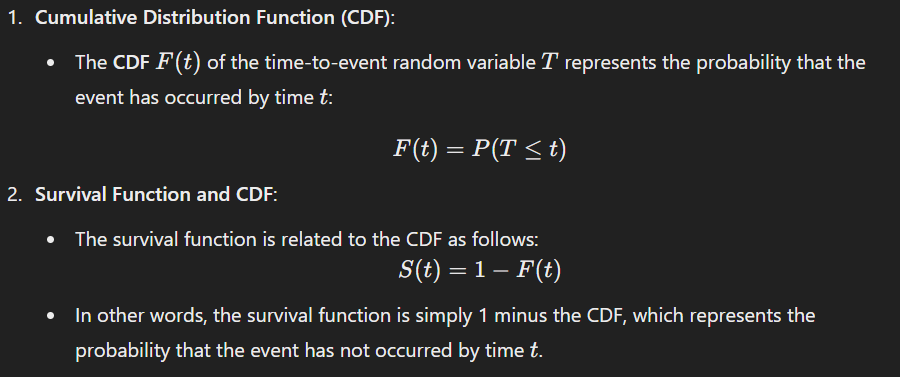 1. Cumulative Distribution Function (CDF):
• The CDF F(t) of the time-to-event random variable T represents the probability that the
event has occurred by time t:
F(t) = P(T ≤ t)
2. Survival Function and CDF:
• The survival function is related to the CDF as follows:
S(t) = 1 − F(t)
• In other words, the survival function is simply 1 minus the CDF, which represents the
probability that the event has not occurred by time t.